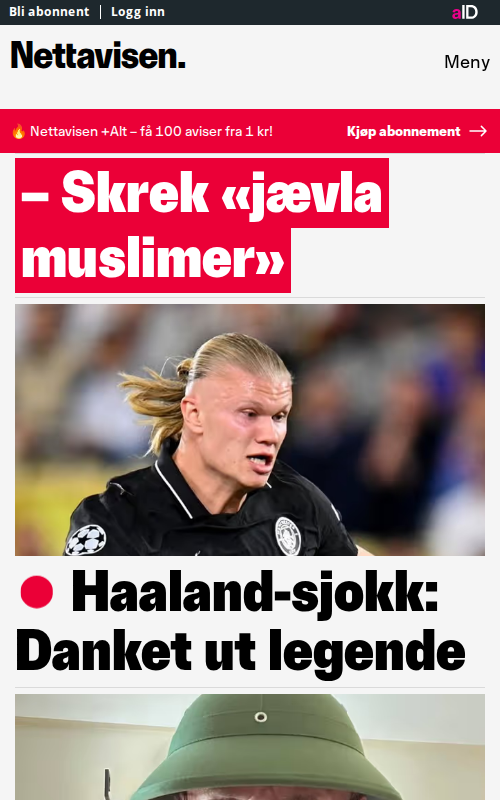 Bli abonnent | Logg inn
aID
Nettavisen.
Meny
Nettavisen +Alt – få 100 aviser fra 1 kr!
Kjøp abonnement
– Skrek «jævla
muslimer»
Haaland-sjokk:
Danket ut legende